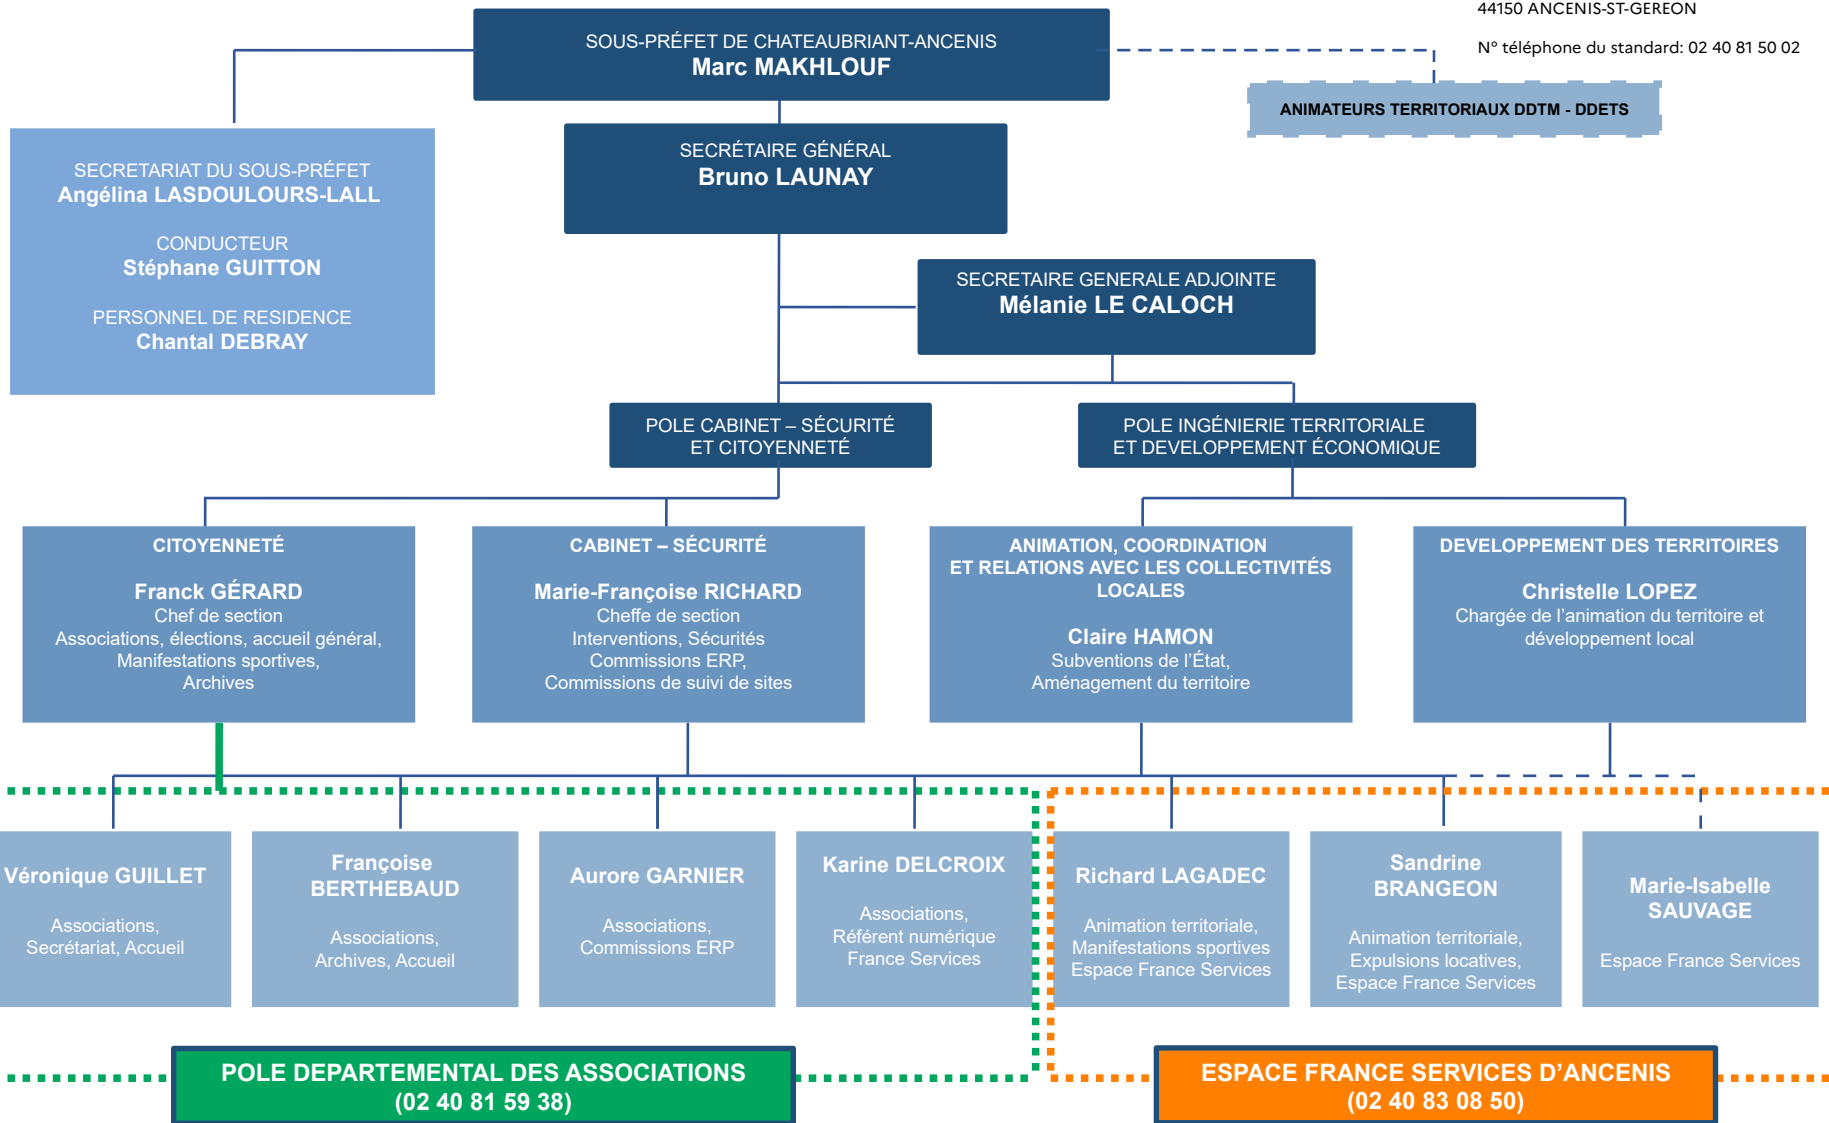 44150 ANCENIS-ST-GEREON
N° téléphone du standard: 02 40 81 50 02
SOUS-PRÉFET DE CHATEAUBRIANT-ANCENIS
Marc MAKHLOUF
ANIMATEURS TERRITORIAUX DDTM - DDETS
SECRETARIAT DU SOUS-PRÉFET
Angélina LASDOULOURS-LALL
CONDUCTEUR
Stéphane GUITTON
PERSONNEL DE RESIDENCE
Chantal DEBRAY
SECRÉTAIRE GÉNÉRAL
Bruno LAUNAY
SECRETAIRE GENERALE ADJOINTE
Mélanie LE CALOCH
POLE CABINET – SÉCURITÉ
ET CITOYENNETÉ
POLE INGÉNIERIE TERRITORIALE
ET DEVELOPPEMENT ÉCONOMIQUE
CITOYENNETÉ
Franck GÉRARD
Chef de section
Associations, élections, accueil général,
Manifestations sportives,
Archives
CABINET – SÉCURITÉ
Marie-Françoise RICHARD
Cheffe de section
Interventions, Sécurités
Commissions ERP,
Commissions de suivi de sites
ANIMATION, COORDINATION
ET RELATIONS AVEC LES COLLECTIVITÉS
LOCALES
Claire HAMON
Subventions de l'État,
Aménagement du territoire
DEVELOPPEMENT DES TERRITOIRES
Christelle LOPEZ
Chargée de l'animation du territoire et
développement local
Véronique GUILLET
Associations,
Secrétariat, Accueil
Françoise
BERTHEBAUD
Associations,
Archives, Accueil
Aurore GARNIER
Associations,
Commissions ERP
Karine DELCROIX
Associations,
Référent numérique
France Services
Richard LAGADEC
Animation territoriale,
Manifestations sportives
Espace France Services
Sandrine
BRANGEON
Animation territoriale,
Expulsions locatives,
Espace France Services
Marie-Isabelle
SAUVAGE
Espace France Services
POLE DEPARTEMENTAL DES ASSOCIATIONS
(02 40 81 59 38)
ESPACE FRANCE SERVICES D'ANCENIS
(02 40 83 08 50)